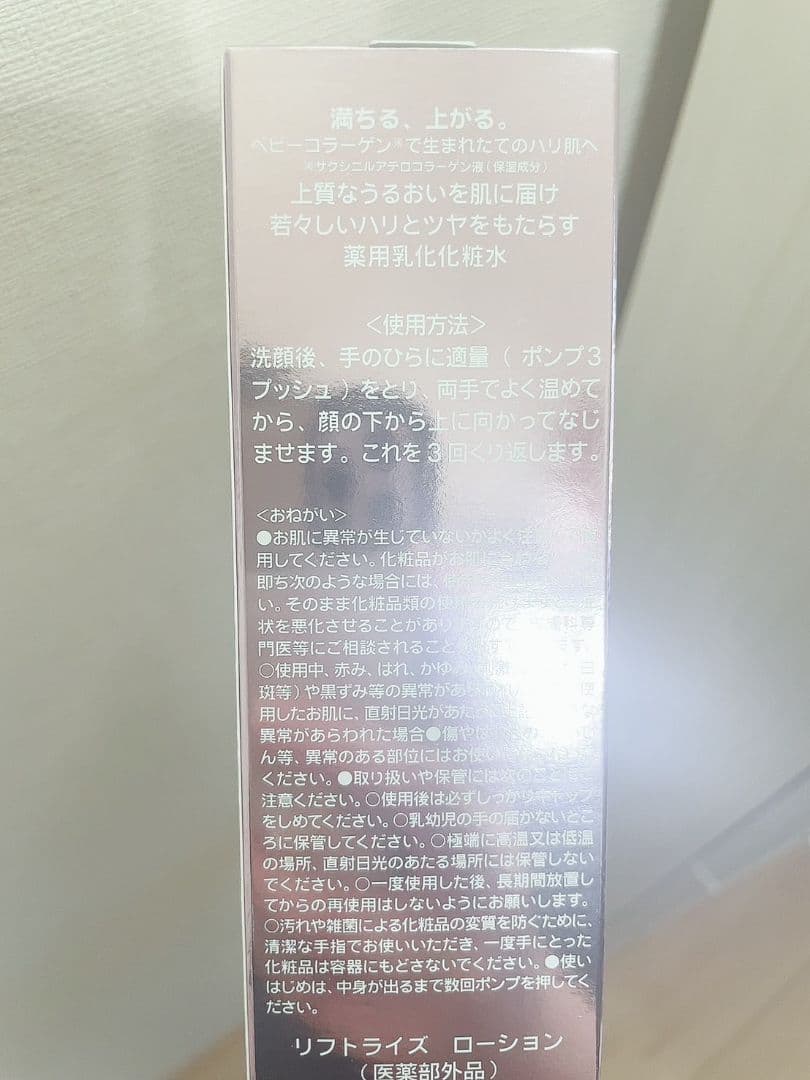 満ちる、上がる。
ベビーコラーゲン※で生まれたてのハリ肌へ
※サクシニルアテロコラーゲン液(保湿成分)
上質なうるおいを肌に届け
若々しいハリとツヤをもたらす
薬用乳化化粧水
<使用方法>
洗顔後、手のひらに適量( ポンプ3
プッシュ)をとり、両手でよく温めて
から、顔の下から上に向かってなじ
ませます。これを3回くり返します。
<おねがい>
●お肌に異常が生じていないかよく注
用してください。化粧品がお肌に合
即ち次のような場合には、
い。そのまま化粧品類の使用
状を悪化させることがあり
門医等にご相談されること
○使用中、赤み、はれ、かゆみ、刺激
斑等)や黒ずみ等の異常があらわれ
用したお肌に、直射日光があたって
異常があらわれた場合●傷やは
ん等、異常のある部位にはお使い
ください。●取り扱いや保管には次のことにご
注意ください。○使用後は必ずしっかりキャップ
をしめてください。○乳幼児の手の届かないとこ
ろに保管してください。○極端に高温又は低温
の場所、直射日光のあたる場所には保管しない
でください。○一度使用した後、長期間放置し
てからの再使用はしないようにお願いします。
○汚れや雑菌による化粧品の変質を防ぐために、
清潔な手指でお使いいただき、一度手にとった
化粧品は容器にもどさないでください。●使い
はじめは、中身が出るまで数回ポンプを押してく
ださい。
リフトライズ ローション
(医薬部外品)